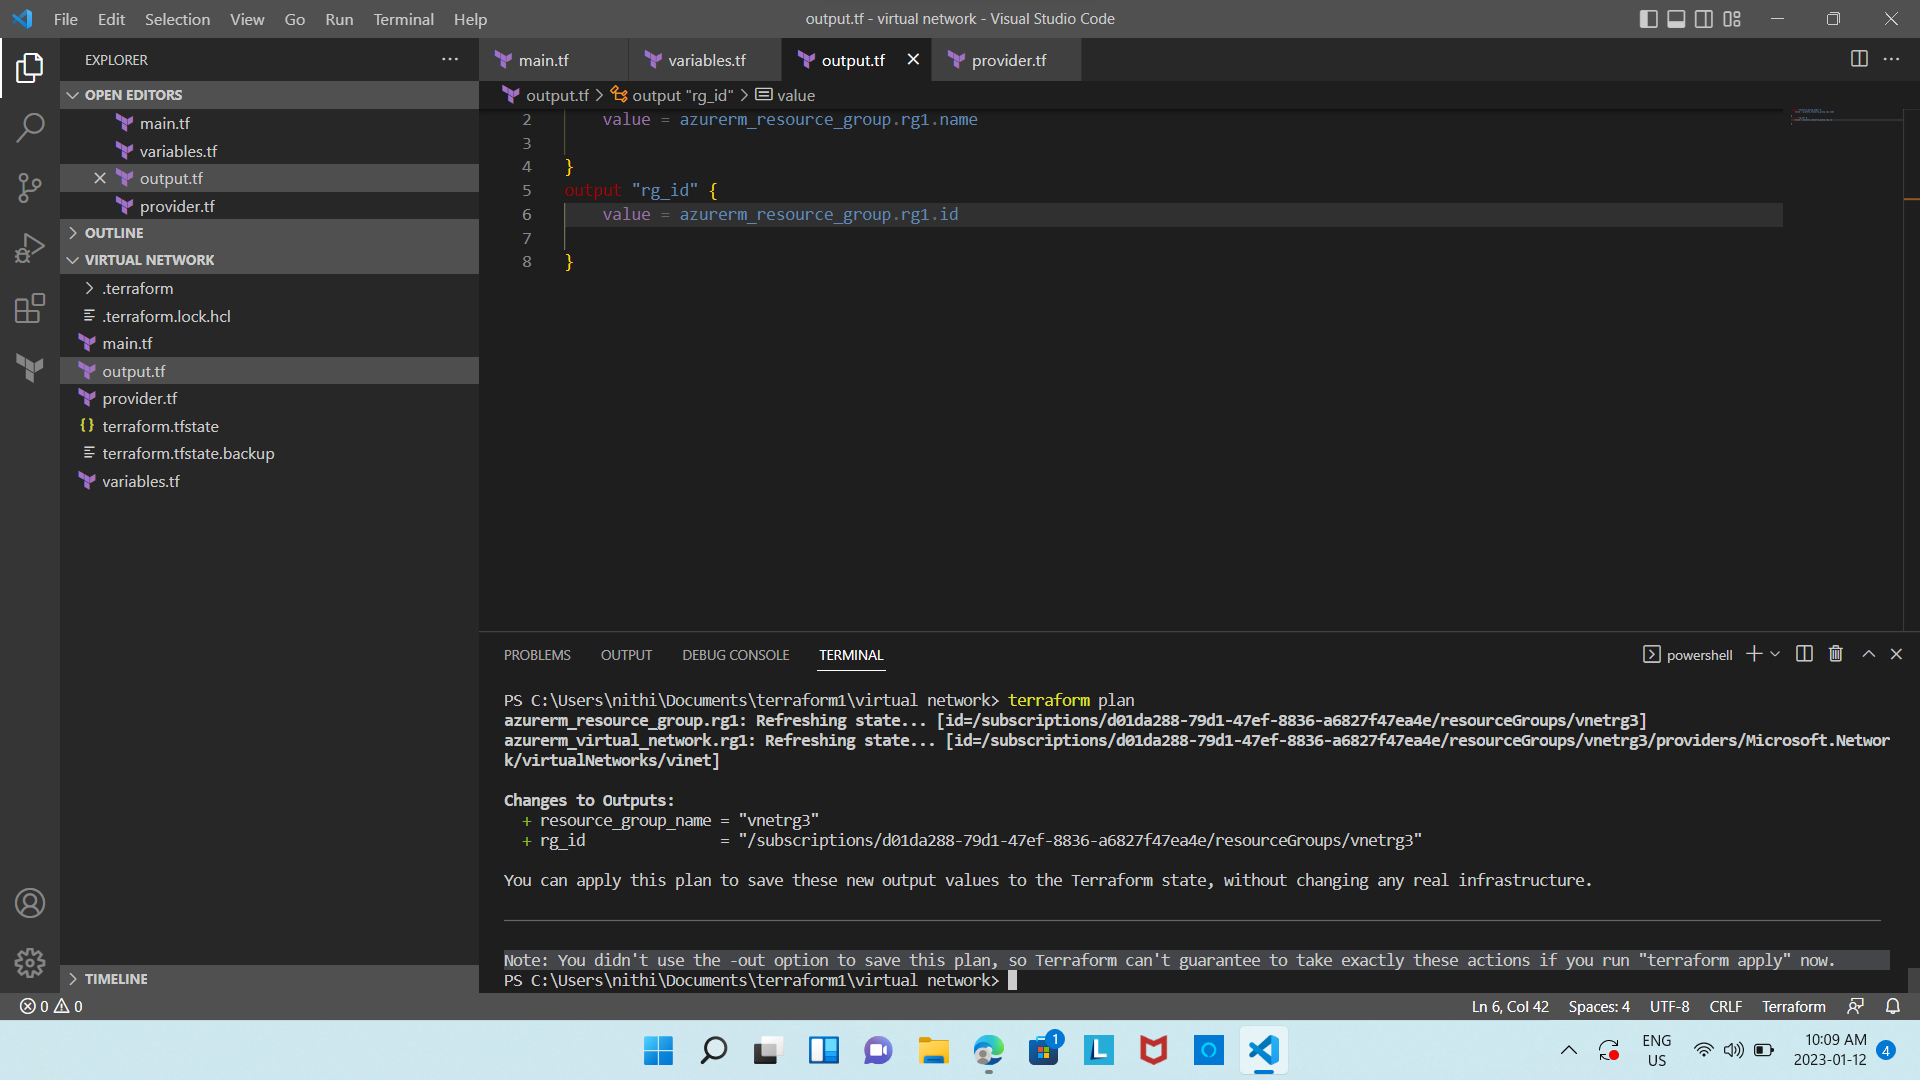 File Edit Selection View Go Run Terminal Help
output.tf - virtual network - Visual Studio Code
EXPLORER
OPEN EDITORS
main.tf
variables.tf
output.tf
provider.tf
OUTLINE
VIRTUAL NETWORK
.terraform
.terraform.lock.hcl
main.tf
output.tf
provider.tf
terraform.tfstate
terraform.tfstate.backup
variables.tf
TIMELINE
main.tf variables.tf output.tf provider.tf
output.tf > output "rg_id" > value
2 value = azurerm_resource_group.rg1.name
3
4 }
5 output "rg_id" {
6 value = azurerm_resource_group.rg1.id
7
8 }
PROBLEMS OUTPUT DEBUG CONSOLE TERMINAL
powershell
PS C:\Users\nithi\Documents\terraform1\virtual network> terraform plan
azurerm_resource_group.rg1: Refreshing state... [id=/subscriptions/d01da288-79d1-47ef-8836-a6827f47ea4e/resourceGroups/vnetrg3]
azurerm_virtual_network.rg1: Refreshing state... [id=/subscriptions/d01da288-79d1-47ef-8836-a6827f47ea4e/resourceGroups/vnetrg3/providers/Microsoft.Networ
k/virtualNetworks/vinet]
Changes to Outputs:
+ resource_group_name = "vnetrg3"
+ rg_id = "/subscriptions/d01da288-79d1-47ef-8836-a6827f47ea4e/resourceGroups/vnetrg3"
You can apply this plan to save these new output values to the Terraform state, without changing any real infrastructure.
Note: You didn't use the -out option to save this plan, so Terraform can't guarantee to take exactly these actions if you run "terraform apply" now.
PS C:\Users\nithi\Documents\terraform1\virtual network>
0 0
Ln 6, Col 42 Spaces: 4 UTF-8 CRLF Terraform
1
L
ENG
US
10:09 AM
2023-01-12
4